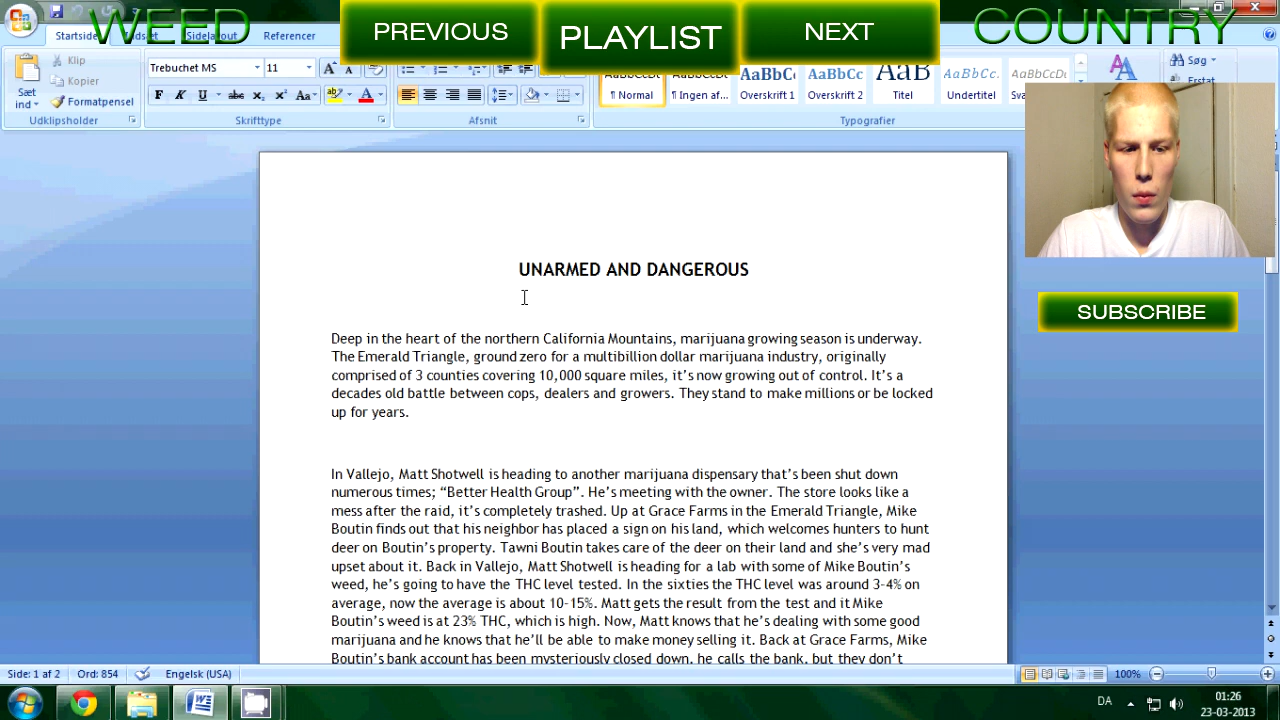 WEED
PREVIOUS
PLAYLIST
NEXT
COUNTRY
Startside
Sidelayout
Referencer
Klip
Kopier
Formatpensel
Sæt
ind
Udklipsholder
Trebuchet MS
11
F
K
U
abc
Aa
Skrifttype
Afsnit
¶ Normal
¶ Ingen af...
AaBbCc
Overskrift 1
AaBbCc
Overskrift 2
AaB
Titel
AaBbCc.
Undertitel
AaBbCcDc
Typografier
Søg
Erstat
SUBSCRIBE
UNARMED AND DANGEROUS
Deep in the heart of the northern California Mountains, marijuana growing season is underway.
The Emerald Triangle, ground zero for a multibillion dollar marijuana industry, originally
comprised of 3 counties covering 10,000 square miles, it’s now growing out of control. It’s a
decades old battle between cops, dealers and growers. They stand to make millions or be locked
up for years.
In Vallejo, Matt Shotwell is heading to another marijuana dispensary that’s been shut down
numerous times; “Better Health Group”. He’s meeting with the owner. The store looks like a
mess after the raid, it’s completely trashed. Up at Grace Farms in the Emerald Triangle, Mike
Boutin finds out that his neighbor has placed a sign on his land, which welcomes hunters to hunt
deer on Boutin’s property. Tawni Boutin takes care of the deer on their land and she’s very mad
upset about it. Back in Vallejo, Matt Shotwell is heading for a lab with some of Mike Boutin’s
weed, he’s going to have the THC level tested. In the sixties the THC level was around 3-4% on
average, now the average is about 10-15%. Matt gets the result from the test and it Mike
Boutin’s weed is at 23% THC, which is high. Now, Matt knows that he’s dealing with some good
marijuana and he knows that he’ll be able to make money selling it. Back at Grace Farms, Mike
Boutin’s bank account has been mysteriously closed down, he calls the bank, but they don’t
Side: 1 af 2
Ord: 854
Engelsk (USA)
100%
DA
01:26
23-03-2013